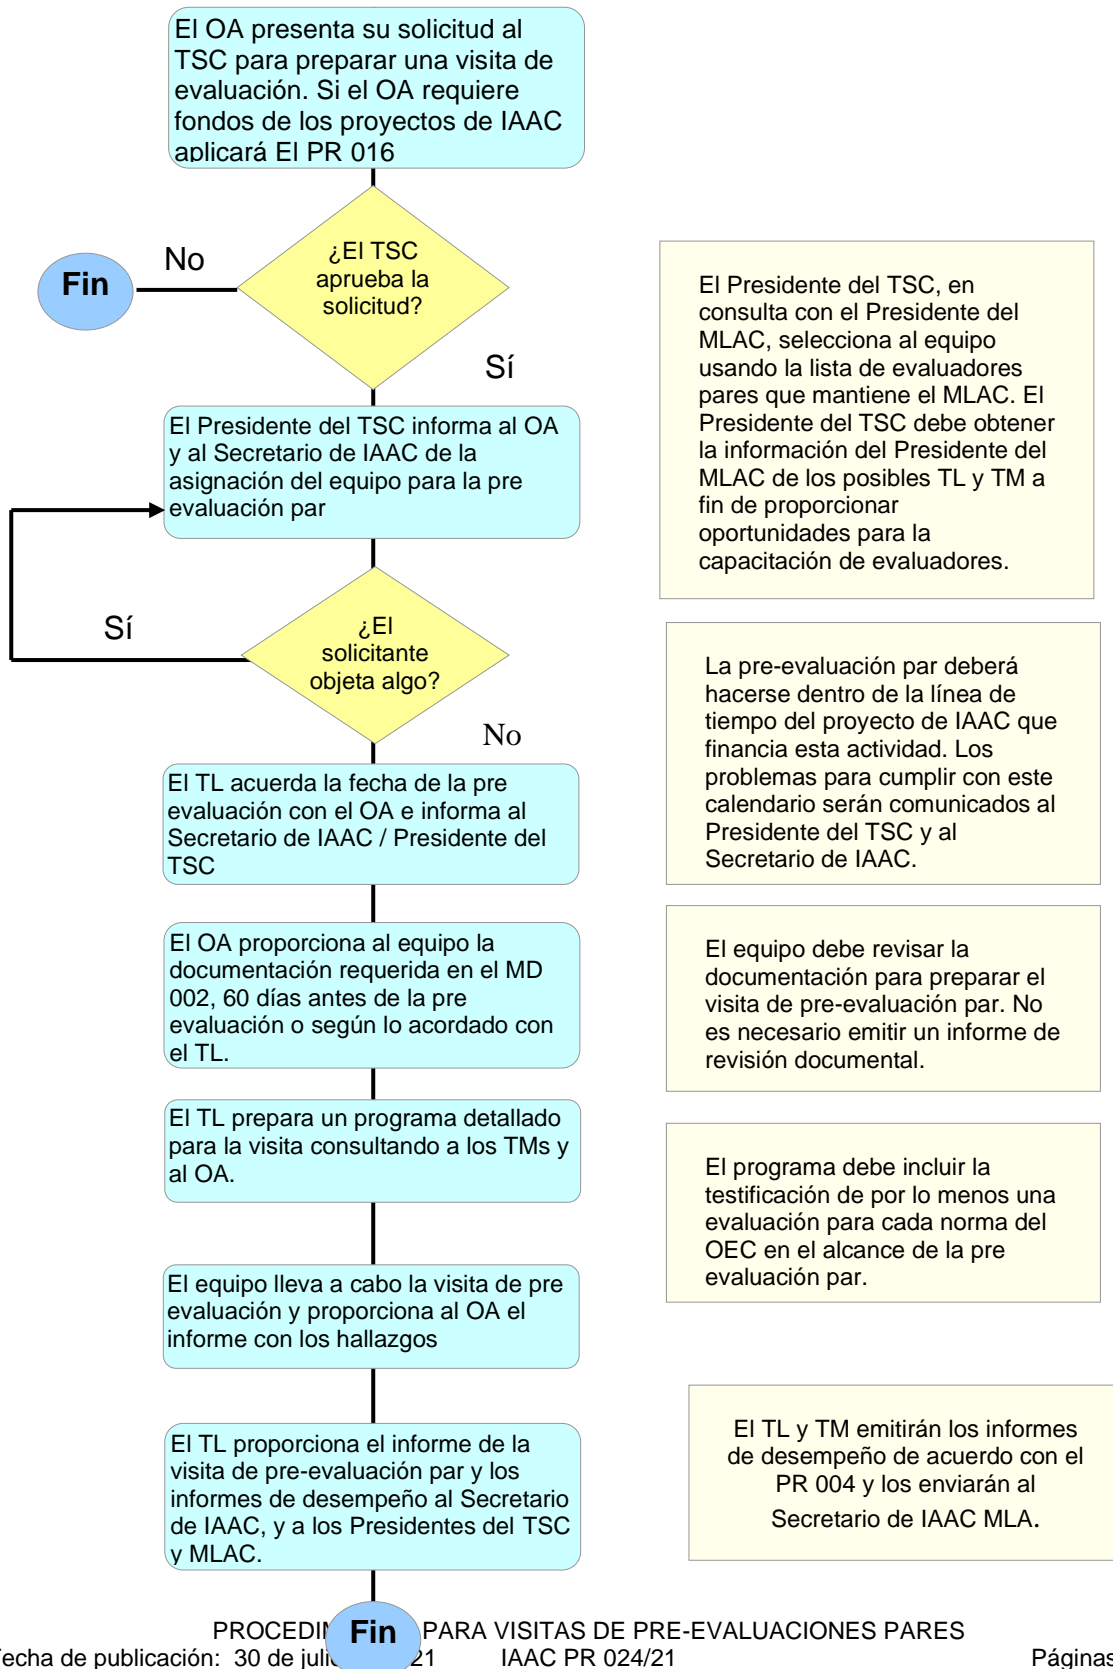 El OA presenta su solicitud al
TSC para preparar una visita de
evaluación. Si el OA requiere
fondos de los proyectos de IAAC
aplicará El PR 016
¿El TSC
aprueba la
solicitud?
No
Fin
Sí
El Presidente del TSC, en
consulta con el Presidente del
MLAC, selecciona al equipo
usando la lista de evaluadores
pares que mantiene el MLAC. El
Presidente del TSC debe obtener
la información del Presidente del
MLAC de los posibles TL y TM a
fin de proporcionar
oportunidades para la
capacitación de evaluadores.
El Presidente del TSC informa al OA
y al Secretario de IAAC de la
asignación del equipo para la pre
evaluación par
¿El
solicitante
objeta algo?
Sí
No
La pre-evaluación par deberá
hacerse dentro de la línea de
tiempo del proyecto de IAAC que
financia esta actividad. Los
problemas para cumplir con este
calendario serán comunicados al
Presidente del TSC y al
Secretario de IAAC.
El TL acuerda la fecha de la pre
evaluación con el OA e informa al
Secretario de IAAC / Presidente del
TSC
El OA proporciona al equipo la
documentación requerida en el MD
002, 60 días antes de la pre
evaluación o según lo acordado con
el TL.
El equipo debe revisar la
documentación para preparar el
visita de pre-evaluación par. No
es necesario emitir un informe de
revisión documental.
El TL prepara un programa detallado
para la visita consultando a los TMs y
al OA.
El programa debe incluir la
testificación de por lo menos una
evaluación para cada norma del
OEC en el alcance de la pre
evaluación par.
El equipo lleva a cabo la visita de pre
evaluación y proporciona al OA el
informe con los hallazgos
El TL proporciona el informe de la
visita de pre-evaluación par y los
informes de desempeño al Secretario
de IAAC, y a los Presidentes del TSC
y MLAC.
El TL y TM emitirán los informes
de desempeño de acuerdo con el
PR 004 y los enviarán al
Secretario de IAAC MLA.
Fin
PARA VISITAS DE PRE-EVALUACIONES PARES
de publicación: 30 de 21 IAAC PR 024/21 Páginas